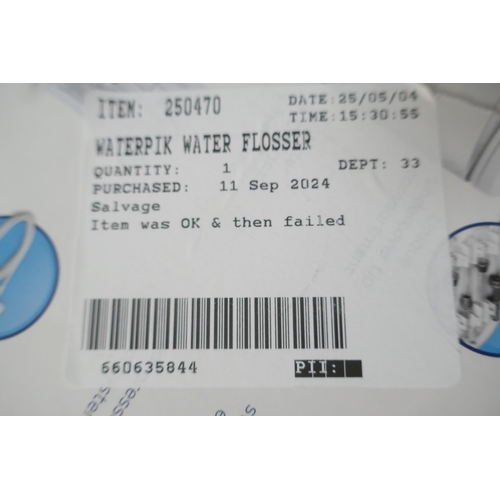 ITEM: 250470
DATE:25/05/04
TIME:15:30:55
WATERPIK WATER FLOSSER
QUANTITY: 1 DEPT: 33
PURCHASED: 11 Sep 2024
Salvage
Item was OK & then failed
660635844 PII: